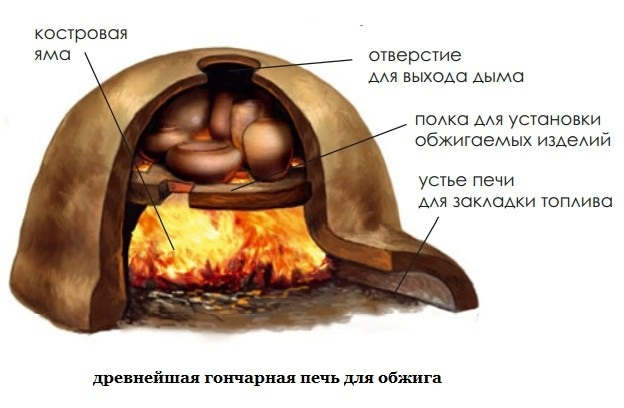 костровая
яма
отверстие
для выхода дыма
полка для установки
обжигаемых изделий
устье печи
для закладки топлива
древнейшая гончарная печь для обжига